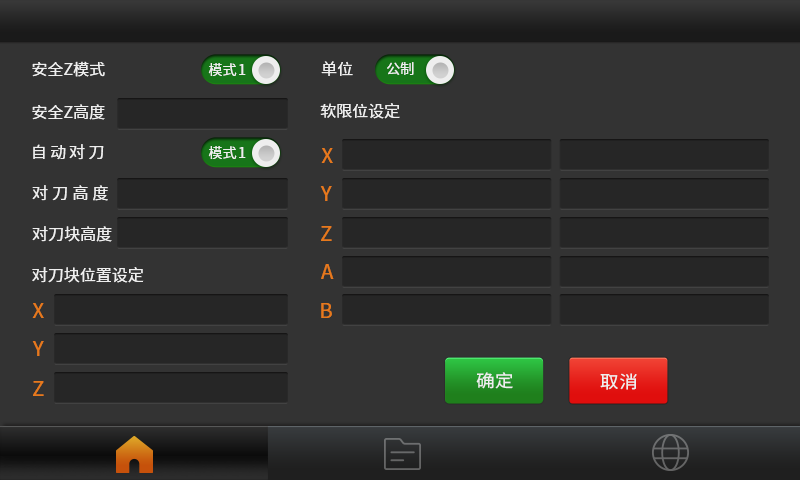 安全Z模式 模式1
安全Z高度
自动对刀 模式1
对刀高度
对刀块高度
对刀块位置设定
X
Y
Z
单位 公制
软限位设定
X
Y
Z
A
B
确定 取消